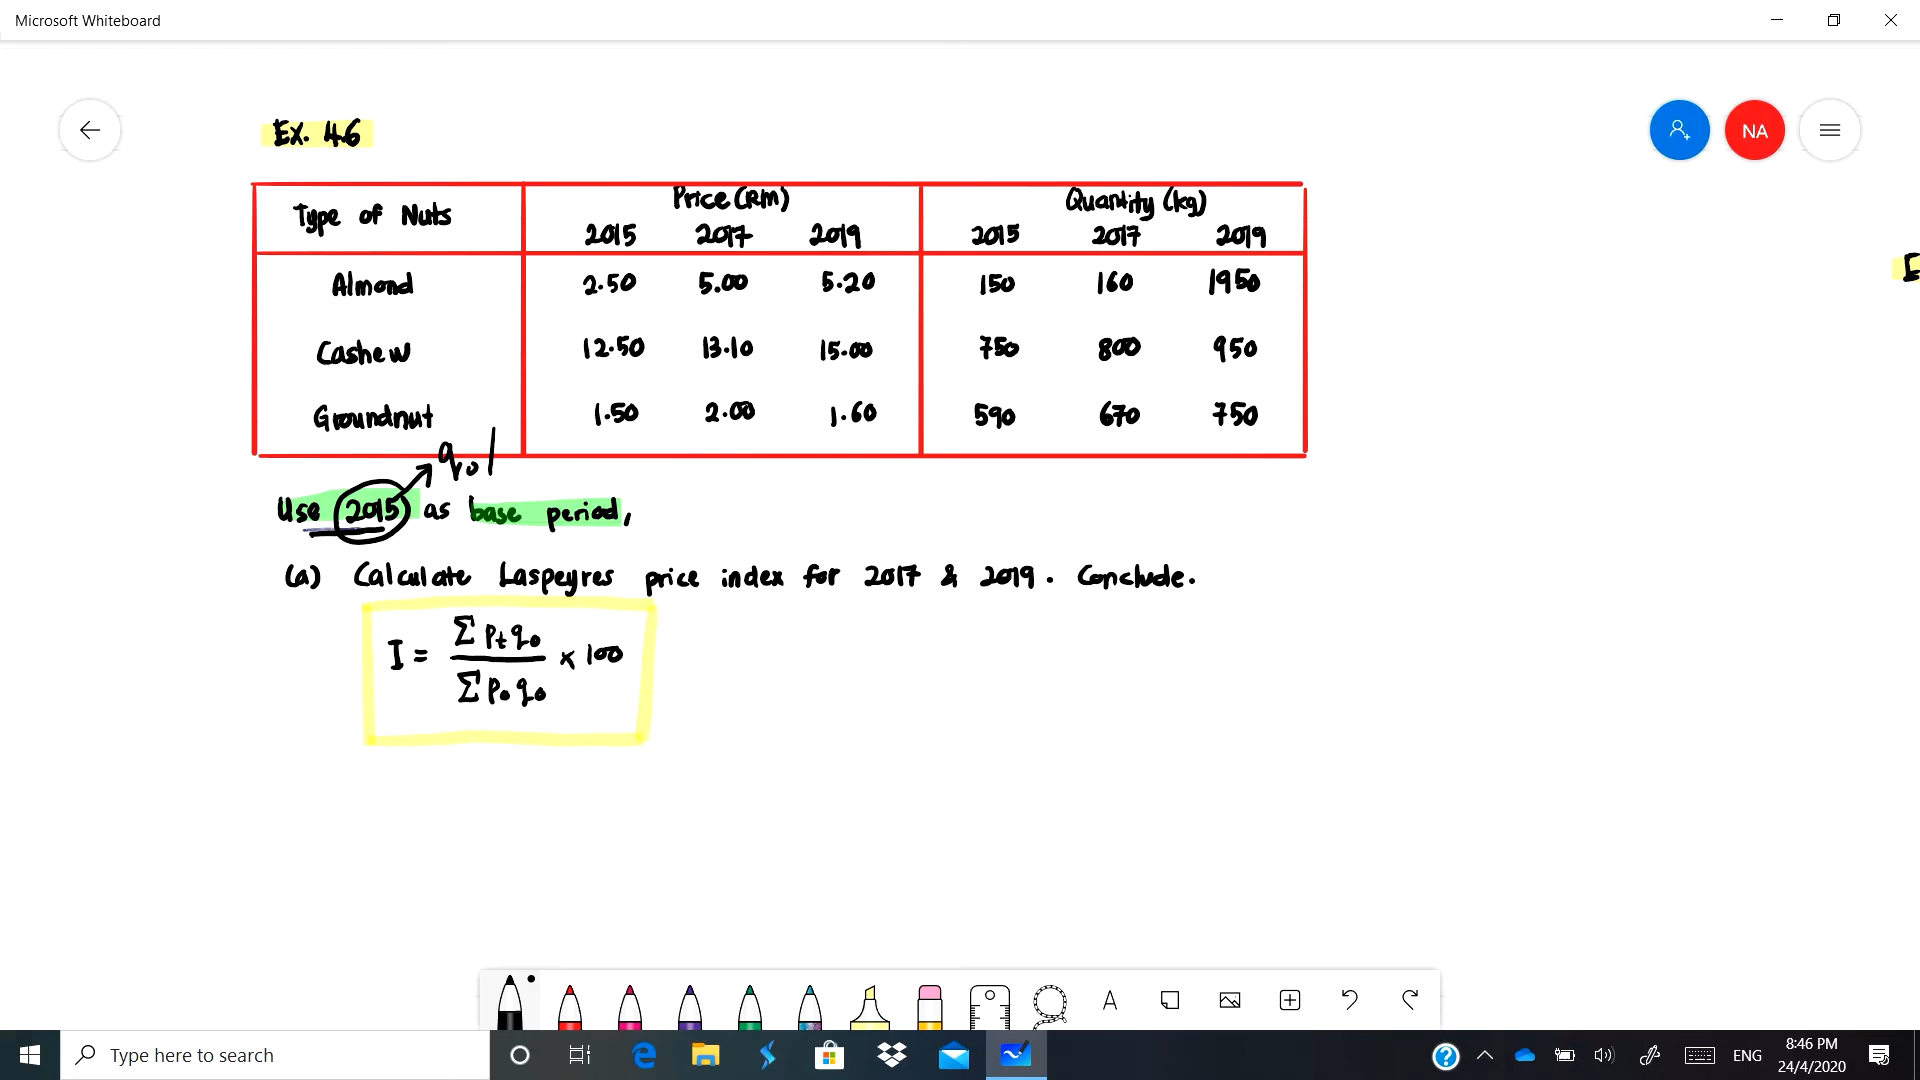 Microsoft Whiteboard
Ex. 4.6
NA
Type of Nuts Price (RM) Quantity (kg)
2015 2017 2019 2015 2017 2019
Almond 2.50 5.00 5.20 150 160 1950
Cashew 12.50 13.10 15.00 750 800 950
Groundnut 1.50 2.00 1.60 590 670 750
q₀
Use 2015 as base period,
(a) Calculate Laspeyres price index for 2017 & 2019. Conclude.
I = Σ pₜ q₀ / Σ p₀ q₀ × 100
Type here to search
ENG
8:46 PM
24/4/2020